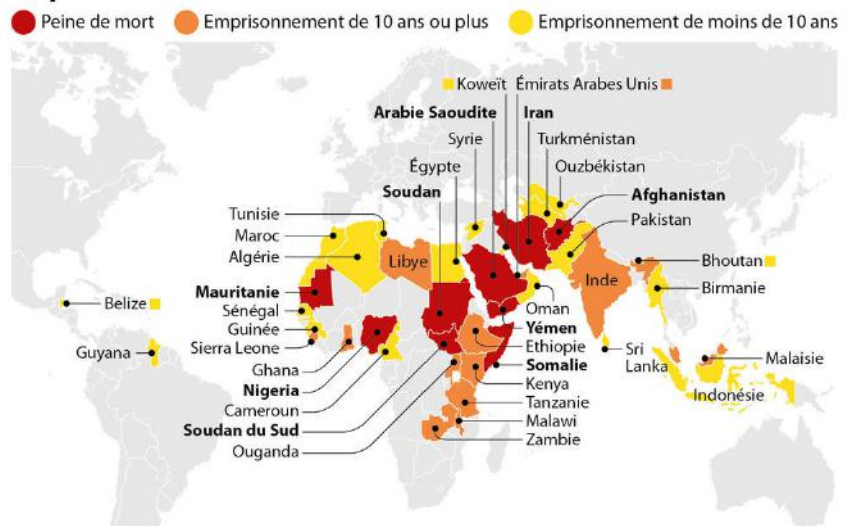 Peine de mort
Emprisonnement de 10 ans ou plus
Emprisonnement de moins de 10 ans
Koweït
Émirats Arabes Unis
Arabie Saoudite
Iran
Syrie
Turkménistan
Égypte
Ouzbékistan
Soudan
Afghanistan
Tunisie
Pakistan
Maroc
Algérie
Libye
Bhoutan
Inde
Mauritanie
Birmanie
Belize
Sénégal
Oman
Guinée
Yémen
Sierra Leone
Ethiopie
Guyana
Sri
Lanka
Malaisie
Ghana
Somalie
Nigeria
Kenya
Indonésie
Cameroun
Tanzanie
Soudan du Sud
Malawi
Ouganda
Zambie